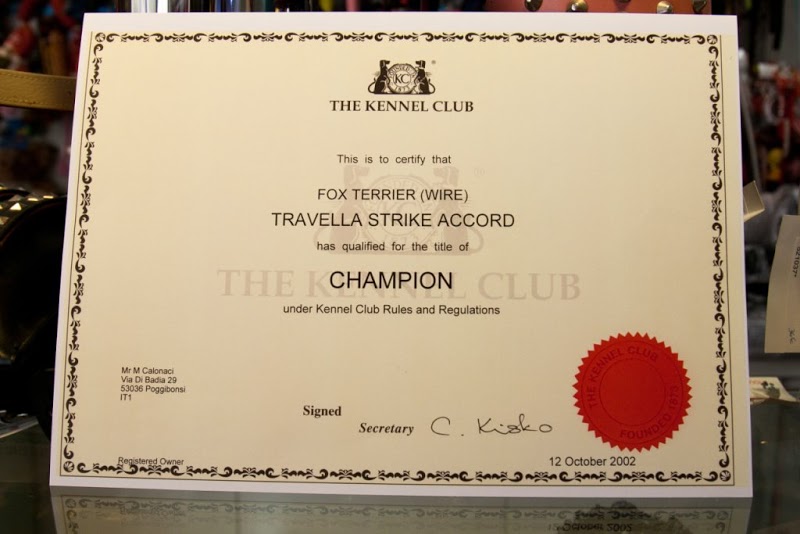 KC
THE KENNEL CLUB
This is to certify that
FOX TERRIER (WIRE)
TRAVELLA STRIKE ACCORD
has qualified for the title of
CHAMPION
THE KENNEL CLUB
under Kennel Club Rules and Regulations
Mr M Calonaci
Via Di Badia 29
53036 Poggibonsi
IT1
Signed
Secretary C. Kisko
Registered Owner
12 October 2002
THE KENNEL CLUB
FOUNDED 1873